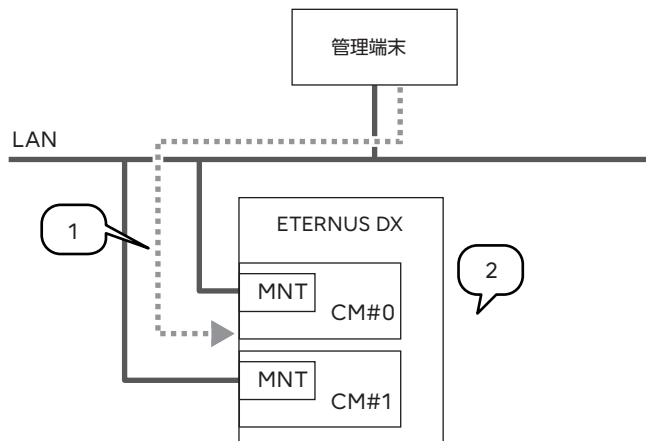 管理端末
LAN
1
ETERNUS DX
2
MNT
CM#0
MNT
CM#1